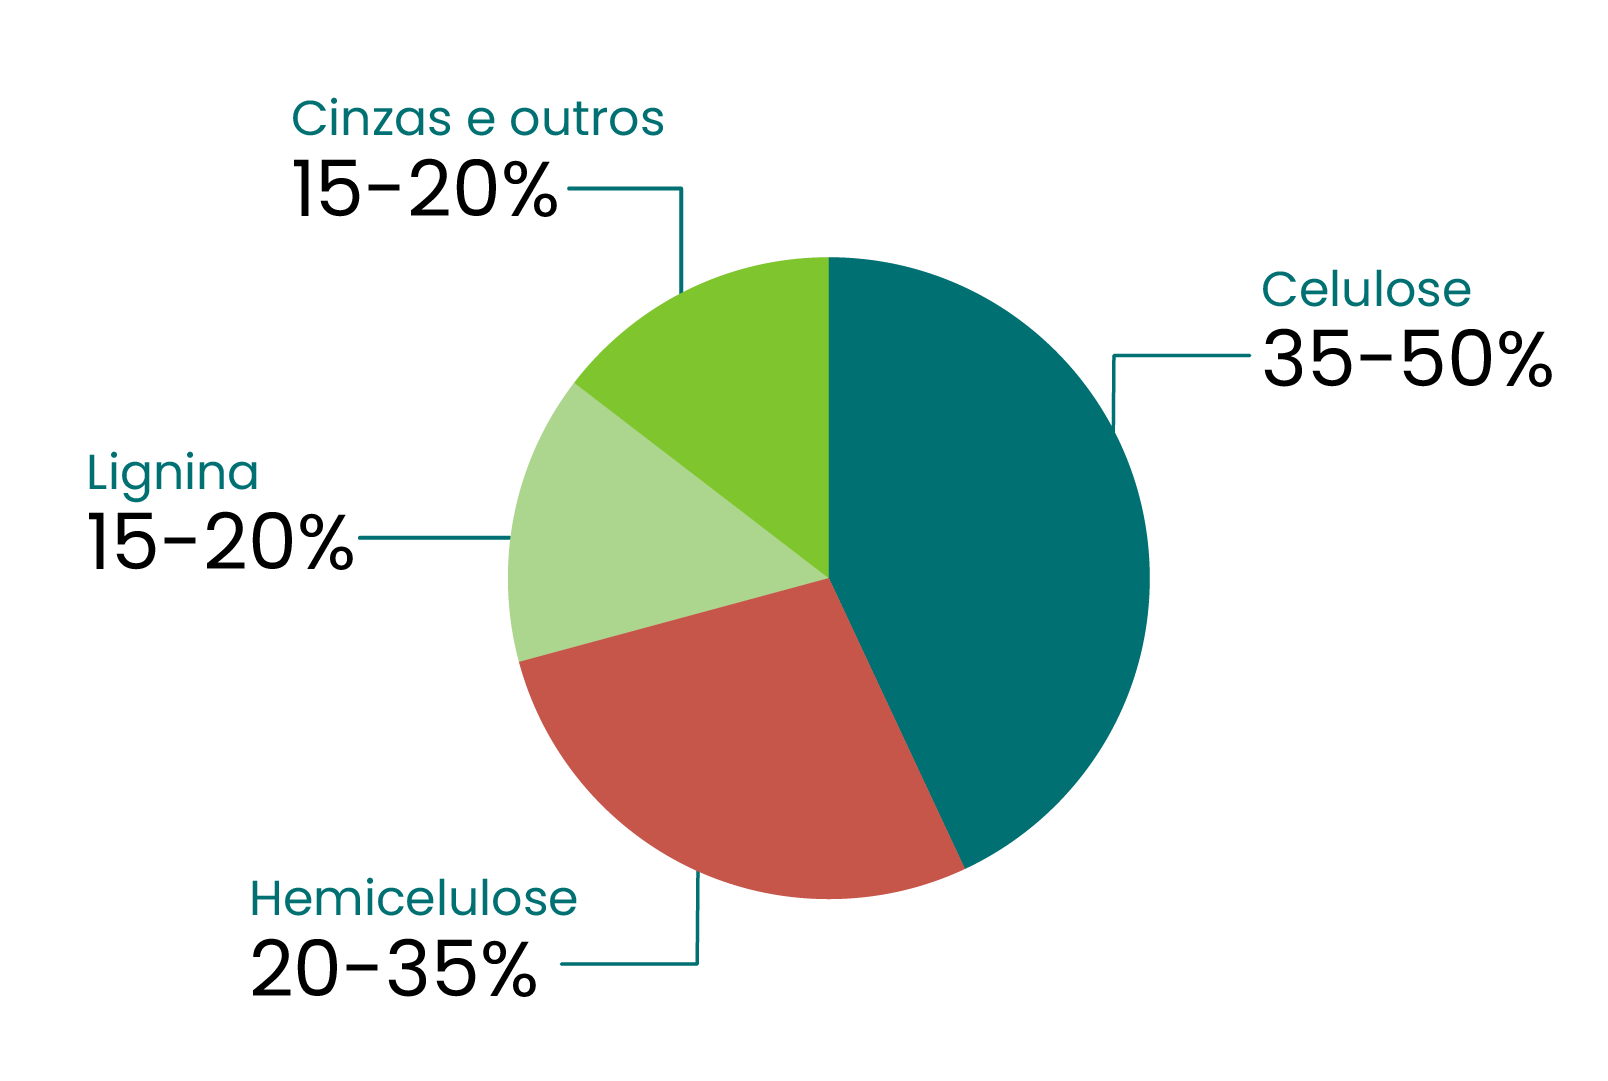 Cinzas e outros
15-20%
Celulose
35-50%
Lignina
15-20%
Hemicelulose
20-35%